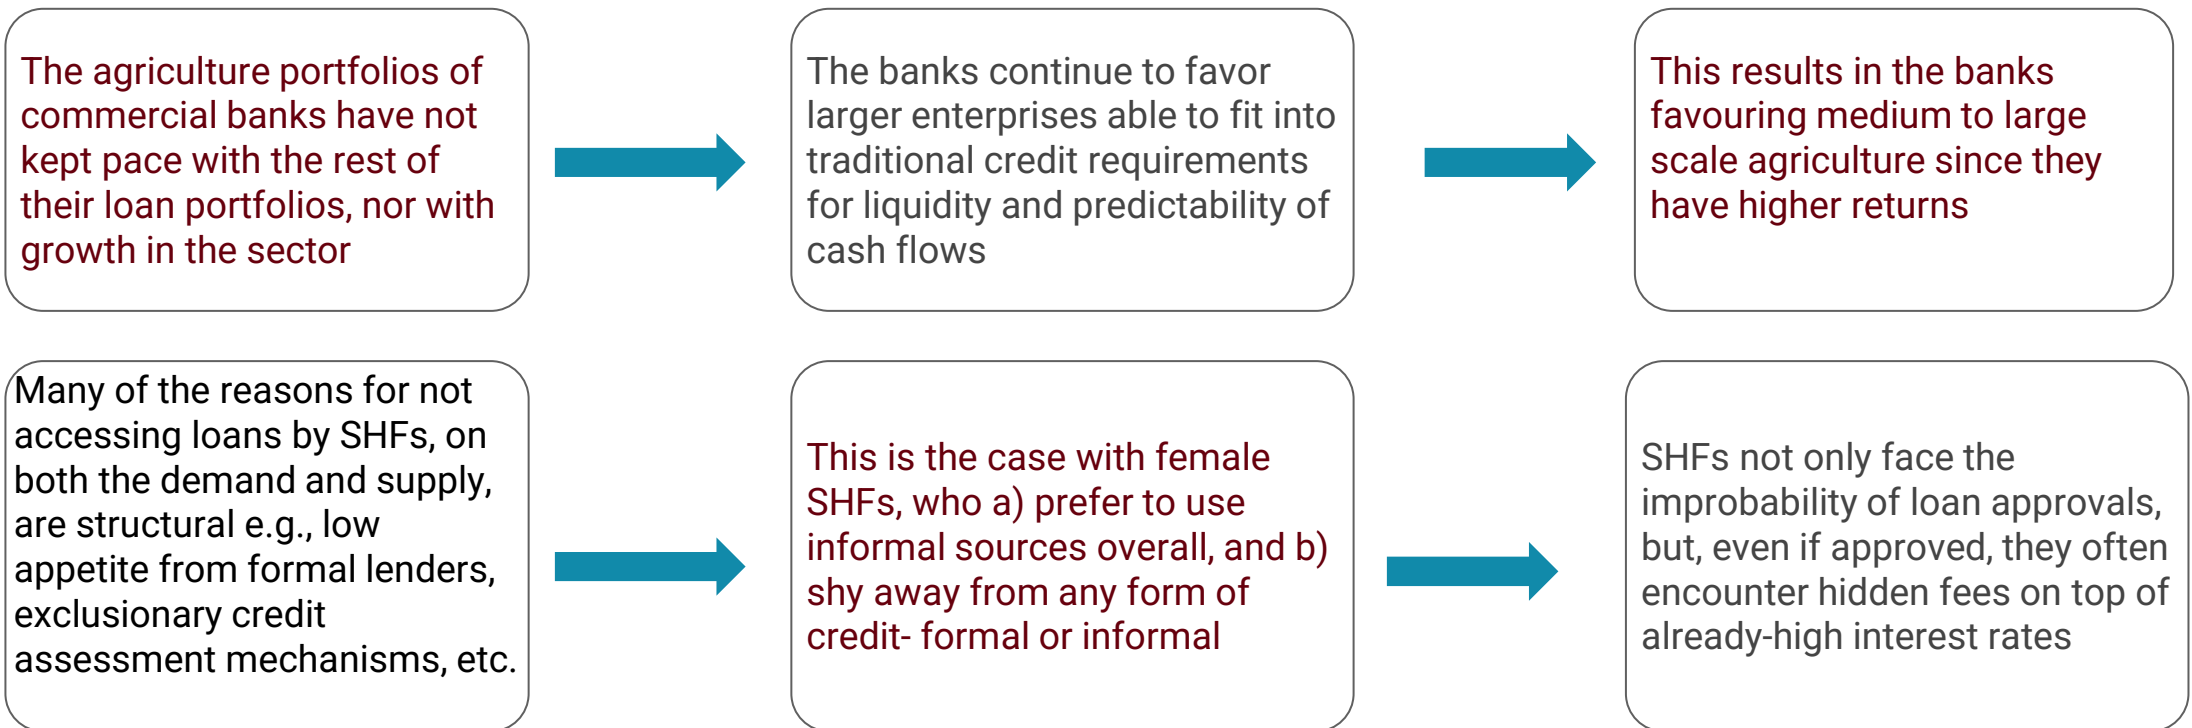 The agriculture portfolios of
commercial banks have not
kept pace with the rest of
their loan portfolios, nor with
growth in the sector
The banks continue to favor
larger enterprises able to fit into
traditional credit requirements
for liquidity and predictability of
cash flows
This results in the banks
favouring medium to large
scale agriculture since they
have higher returns
Many of the reasons for not
accessing loans by SHFs, on
both the demand and supply,
are structural e.g., low
appetite from formal lenders,
exclusionary credit
assessment mechanisms, etc.
This is the case with female
SHFs, who a) prefer to use
informal sources overall, and b)
shy away from any form of
credit- formal or informal
SHFs not only face the
improbability of loan approvals,
but, even if approved, they often
encounter hidden fees on top of
already-high interest rates